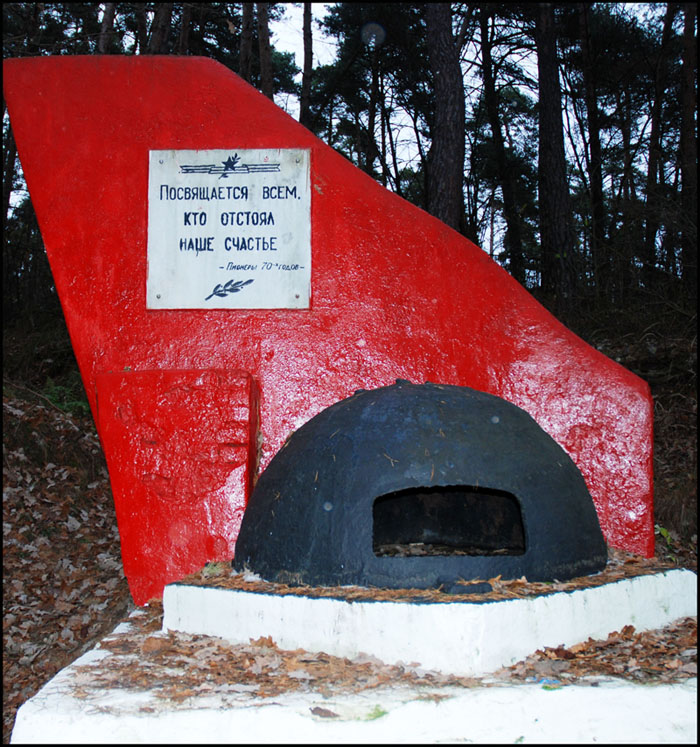 Посвящается всем,
кто отстоял
наше счастье
- Пионеры 70-х годов -